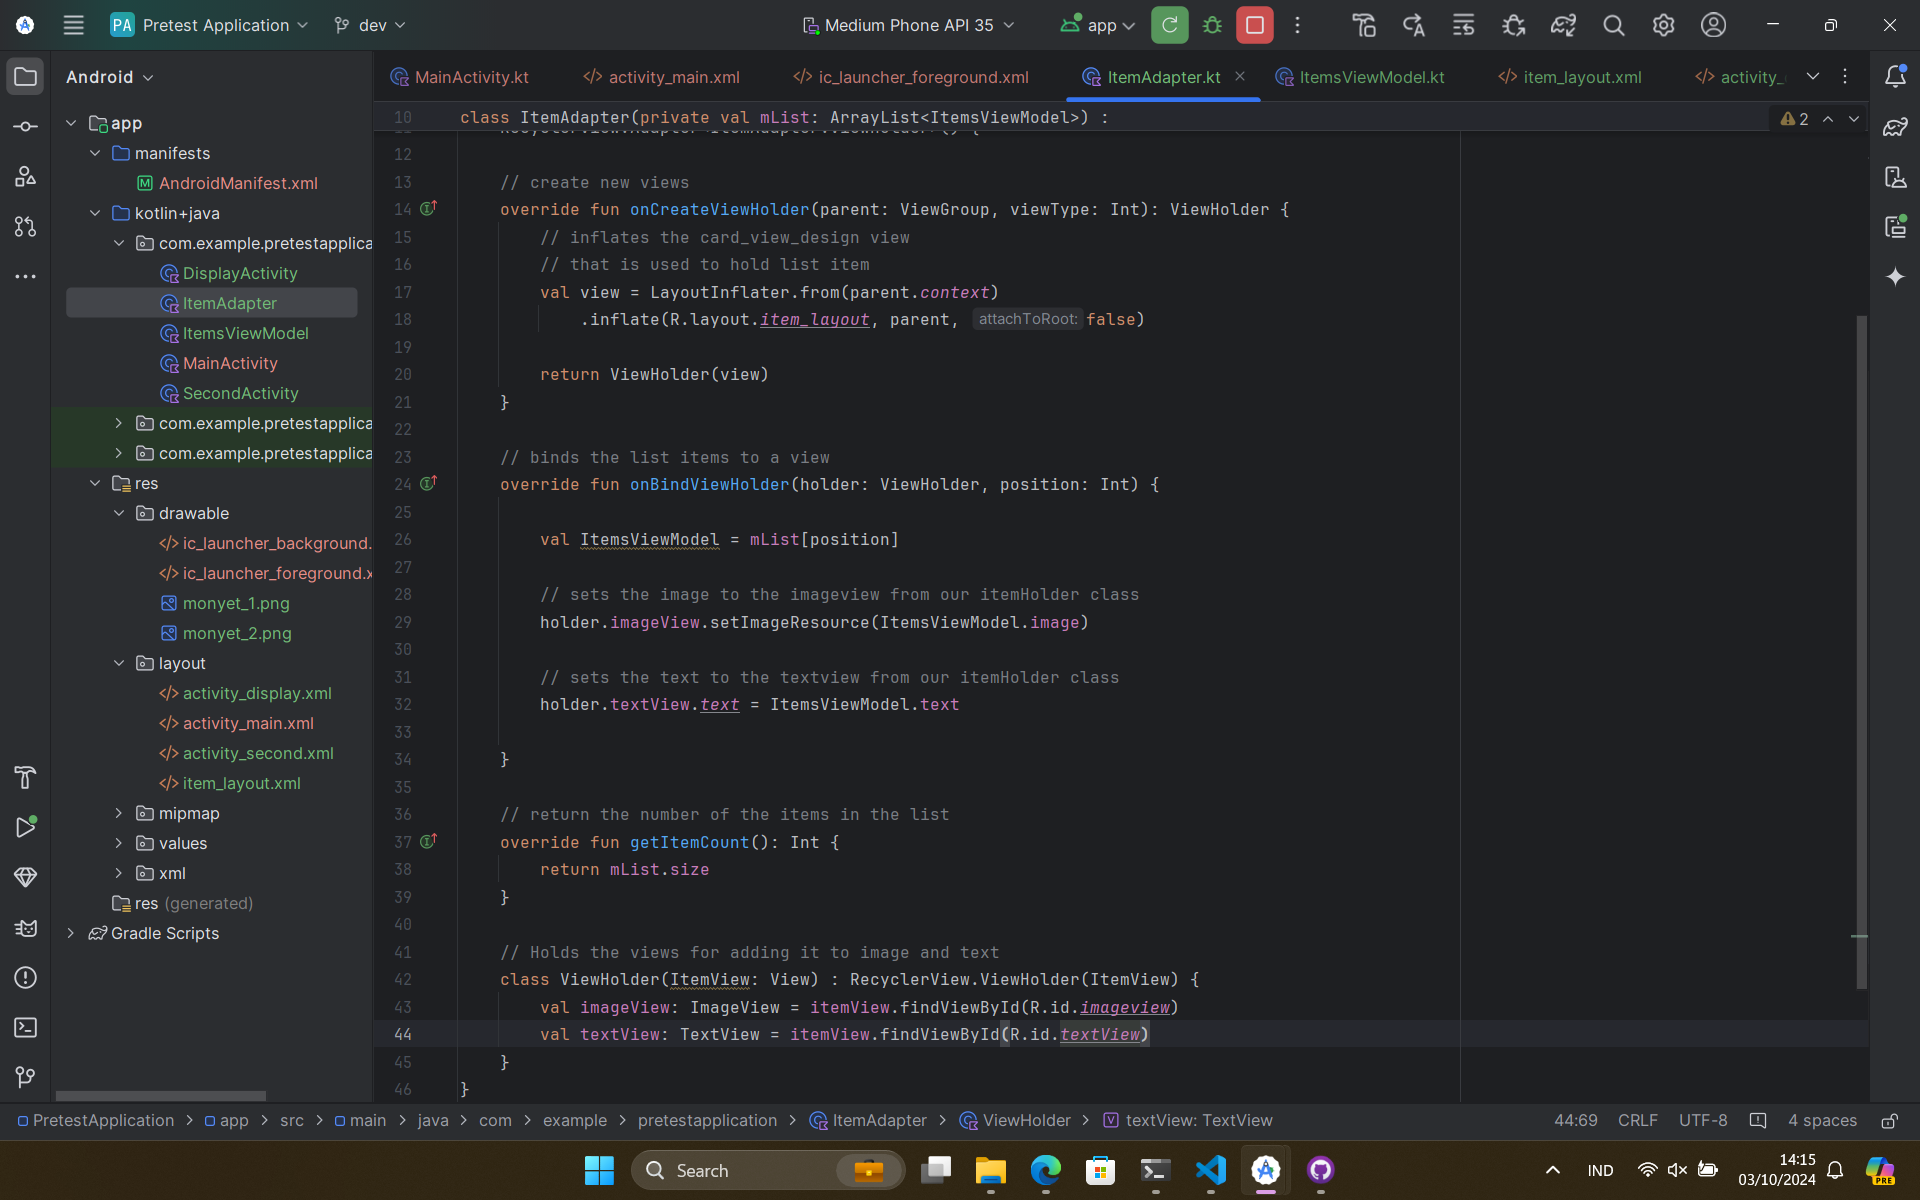 PA Pretest Application dev Medium Phone API 35 app
Android
MainActivity.kt activity_main.xml ic_launcher_foreground.xml ItemAdapter.kt ItemsViewModel.kt item_layout.xml activity_
app
manifests
AndroidManifest.xml
kotlin+java
com.example.pretestapplica
DisplayActivity
ItemAdapter
ItemsViewModel
MainActivity
SecondActivity
com.example.pretestapplica
com.example.pretestapplica
res
drawable
ic_launcher_background.
ic_launcher_foreground.x
monyet_1.png
monyet_2.png
layout
activity_display.xml
activity_main.xml
activity_second.xml
item_layout.xml
mipmap
values
xml
res (generated)
Gradle Scripts
10 class ItemAdapter(private val mList: ArrayList<ItemsViewModel>) : 2
12
13 // create new views
14 override fun onCreateViewHolder(parent: ViewGroup, viewType: Int): ViewHolder {
15 // inflates the card_view_design view
16 // that is used to hold list item
17 val view = LayoutInflater.from(parent.context)
18 .inflate(R.layout.item_layout, parent, attachToRoot: false)
19
20 return ViewHolder(view)
21 }
22
23 // binds the list items to a view
24 override fun onBindViewHolder(holder: ViewHolder, position: Int) {
25
26 val ItemsViewModel = mList[position]
27
28 // sets the image to the imageview from our itemHolder class
29 holder.imageView.setImageResource(ItemsViewModel.image)
30
31 // sets the text to the textview from our itemHolder class
32 holder.textView.text = ItemsViewModel.text
33
34 }
35
36 // return the number of the items in the list
37 override fun getItemCount(): Int {
38 return mList.size
39 }
40
41 // Holds the views for adding it to image and text
42 class ViewHolder(ItemView: View) : RecyclerView.ViewHolder(ItemView) {
43 val imageView: ImageView = itemView.findViewById(R.id.imageview)
44 val textView: TextView = itemView.findViewById(R.id.textView)
45 }
46 }
PretestApplication > app > src > main > java > com > example > pretestapplication > ItemAdapter > ViewHolder > textView: TextView 44:69 CRLF UTF-8 4 spaces
Search IND 14:15
03/10/2024
PRE